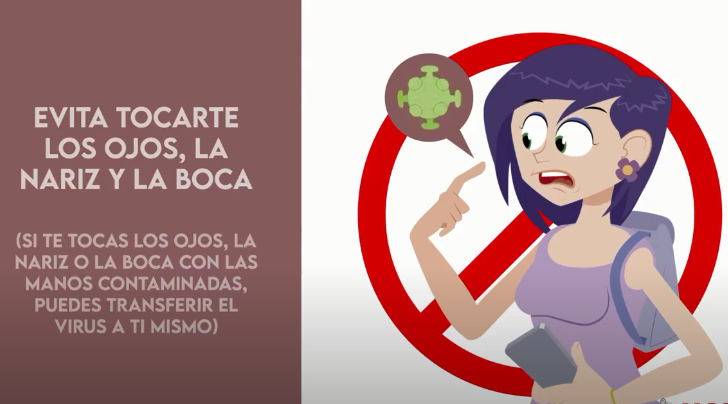 EVITA TOCARTE
LOS OJOS, LA
NARIZ Y LA BOCA
(SI TE TOCAS LOS OJOS, LA
NARIZ O LA BOCA CON LAS
MANOS CONTAMINADAS,
PUEDES TRANSFERIR EL
VIRUS A TI MISMO)